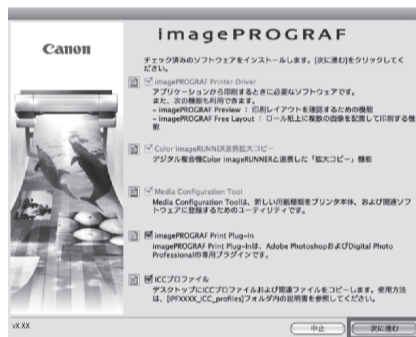 Canon
imagePROGRAF
チェック済みのソフトウェアをインストールします。[次に進む]をクリックしてく
ださい。
imagePROGRAF Printer Driver
アプリケーションから印刷するときに必要なソフトウェアです。
また、次の機能も利用できます。
- imagePROGRAF Preview : 印刷レイアウトを確認するための機能
- imagePROGRAF Free Layout : ロール紙上に複数の画像を配置して印刷する機
能
Color imageRUNNER連携拡大コピー
デジタル複合機Color imageRUNNERと連携した「拡大コピー」機能
Media Configuration Tool
Media Configuration Toolは、新しい用紙種類をプリンタ本体、および関連ソフ
トウェアに登録するためのユーティリティです。
imagePROGRAF Print Plug-In
imagePROGRAF Print Plug-Inは、Adobe PhotoshopおよびDigital Photo
Professionalの専用プラグインです。
ICCプロファイル
デスクトップにICCプロファイルおよび関連ファイルをコピーします。使用方法
は、[iPFXXXX_ICC_profiles]フォルダ内の説明書を参照してください。
vX.XX
中止
次に進む